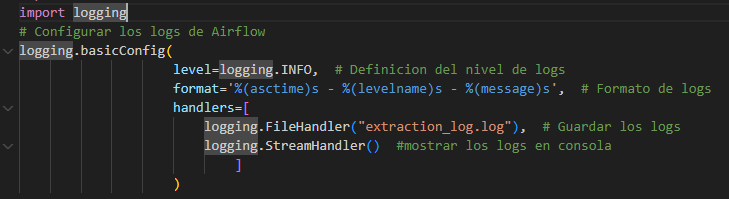 import logging
# Configurar los logs de Airflow
logging.basicConfig(
level=logging.INFO,  # Definicion del nivel de logs
format='%(asctime)s - %(levelname)s - %(message)s',  # Formato de logs
handlers=[
logging.FileHandler("extraction_log.log"),  # Guardar los logs
logging.StreamHandler()  #mostrar los logs en consola
]
)